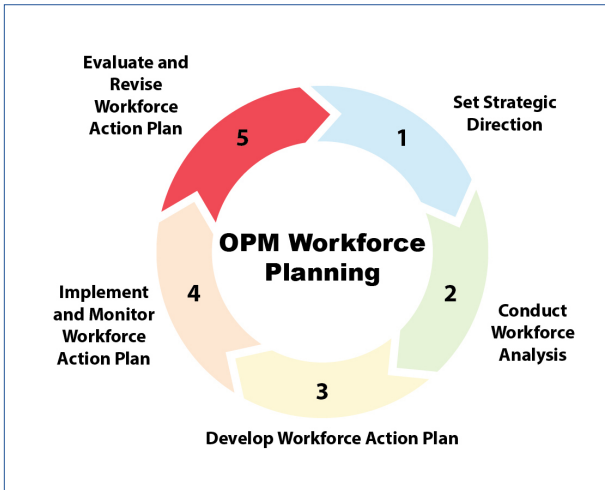 Evaluate and
Revise
Workforce
Action Plan
5
1
Set Strategic
Direction
OPM Workforce
Planning
2
Conduct
Workforce
Analysis
3
Develop Workforce Action Plan
4
Implement
and Monitor
Workforce
Action Plan